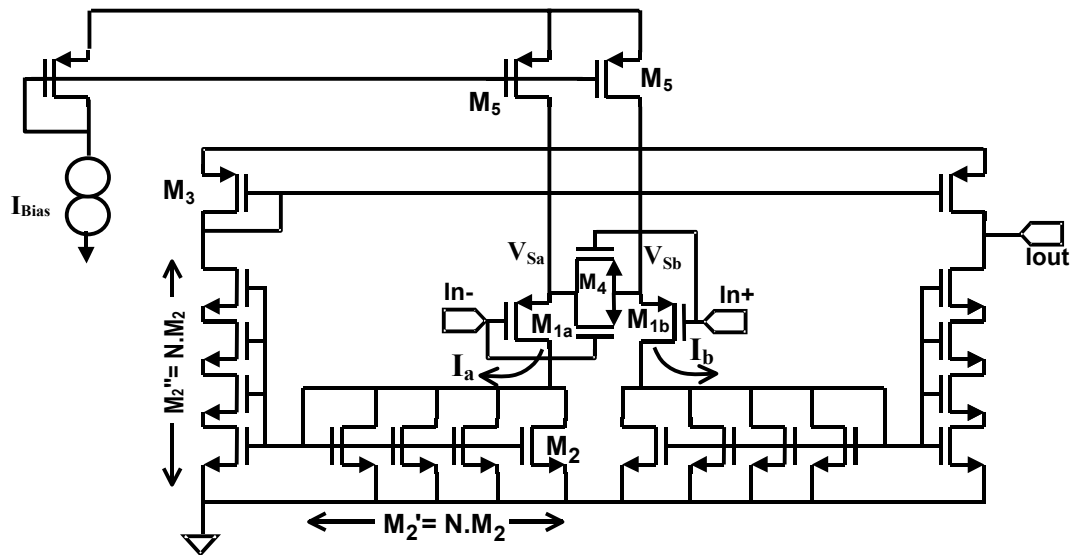 M5
M5
M3
IBias
VSa
VSb
Iout
M4
In-
In+
M1a
M1b
Ia
Ib
M2''= N.M2
M2
M2'= N.M2